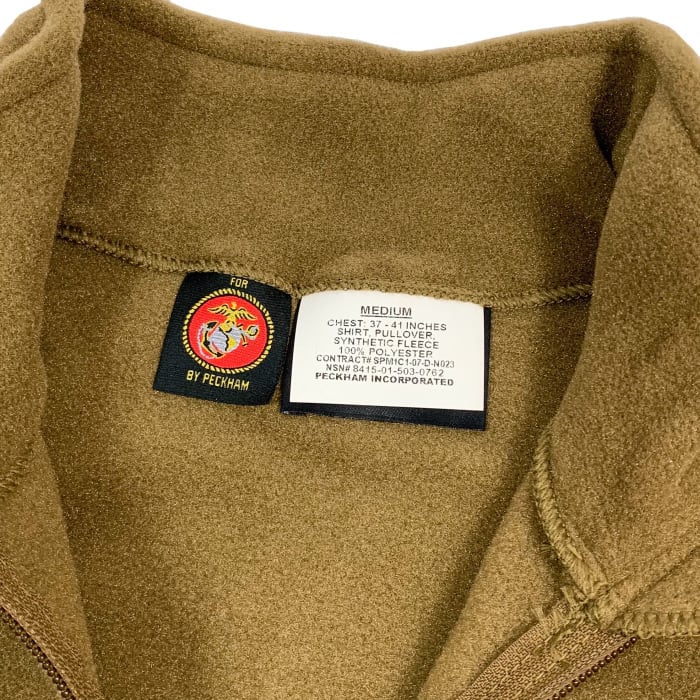 FOR
BY PECKHAM
MEDIUM
CHEST: 37 - 41 INCHES
SHIRT, PULLOVER,
SYNTHETIC FLEECE
100% POLYESTER
CONTRACT# SPM1C1-07-D-N023
NSN# 8415-01-503-0762
PECKHAM INCORPORATED